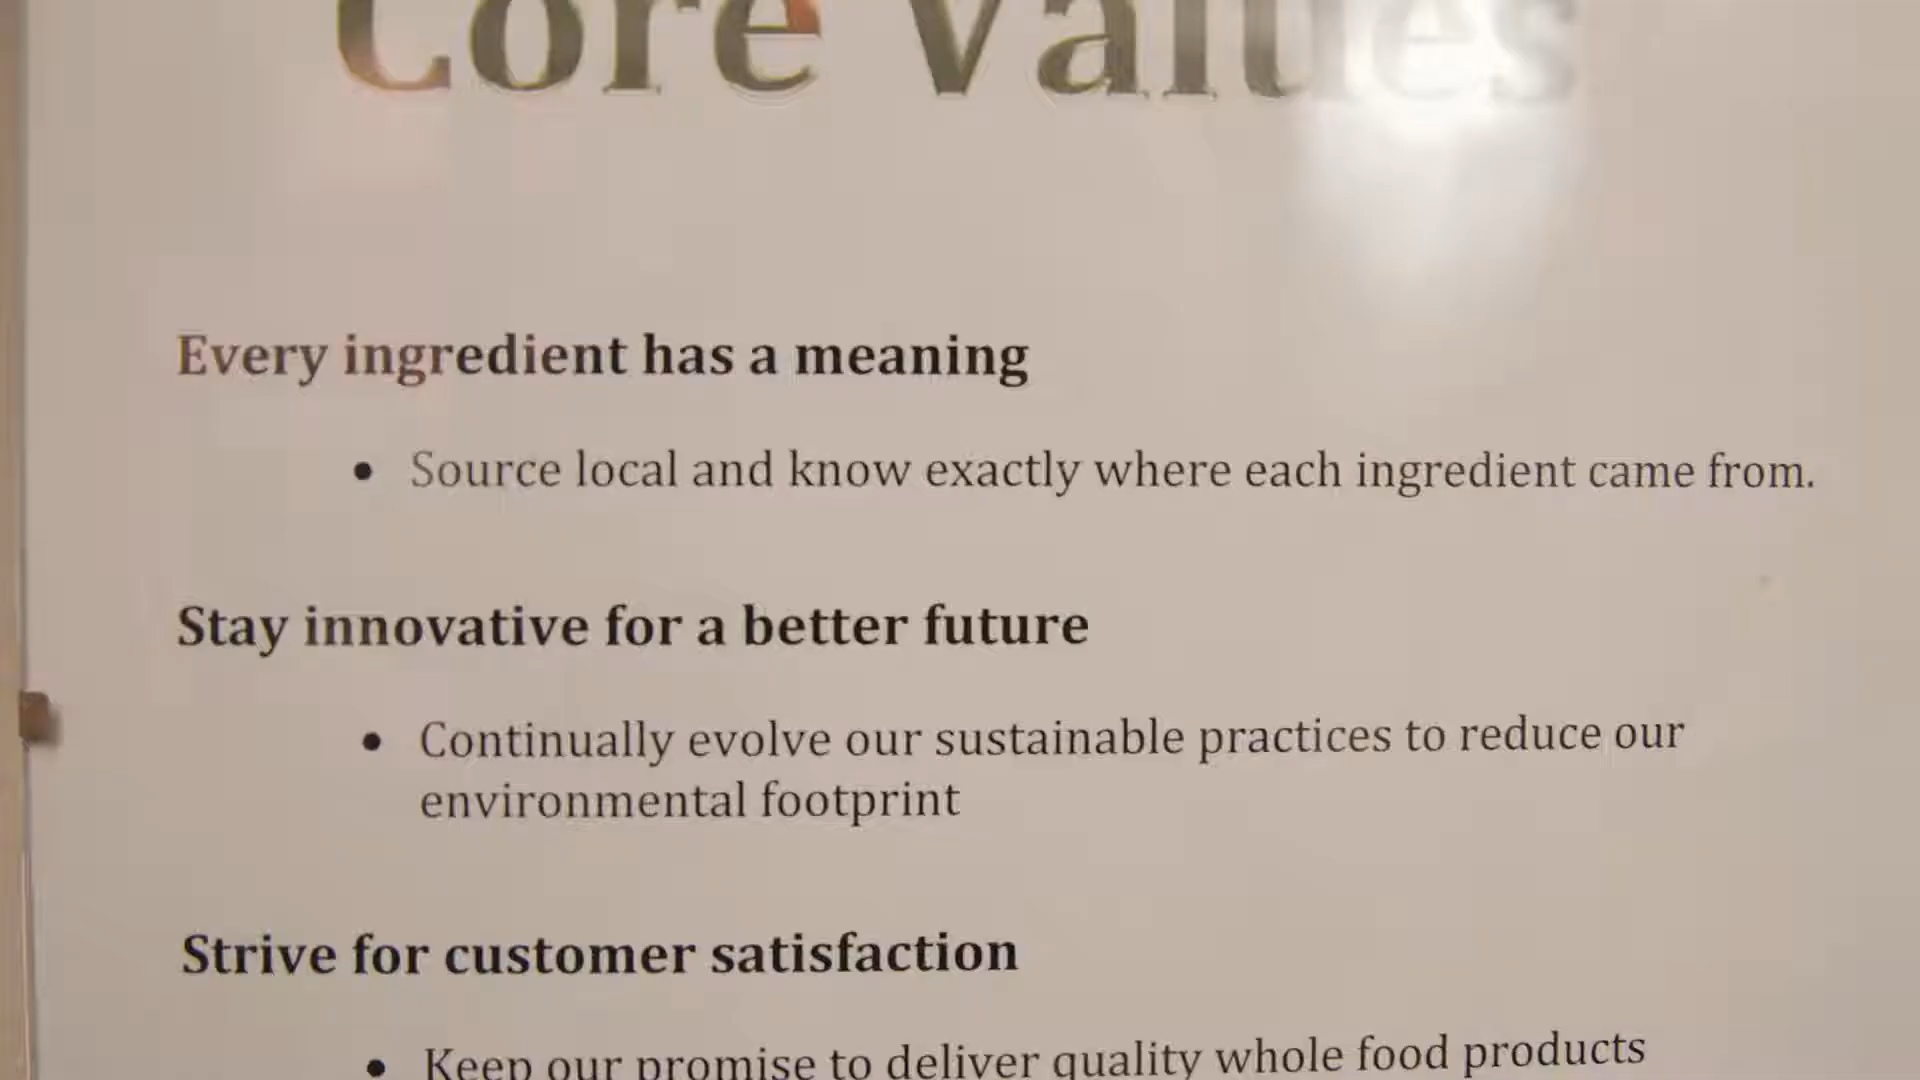 Core Values
Every ingredient has a meaning
• Source local and know exactly where each ingredient came from.
Stay innovative for a better future
• Continually evolve our sustainable practices to reduce our
environmental footprint
Strive for customer satisfaction
• Keep our promise to deliver quality whole food products